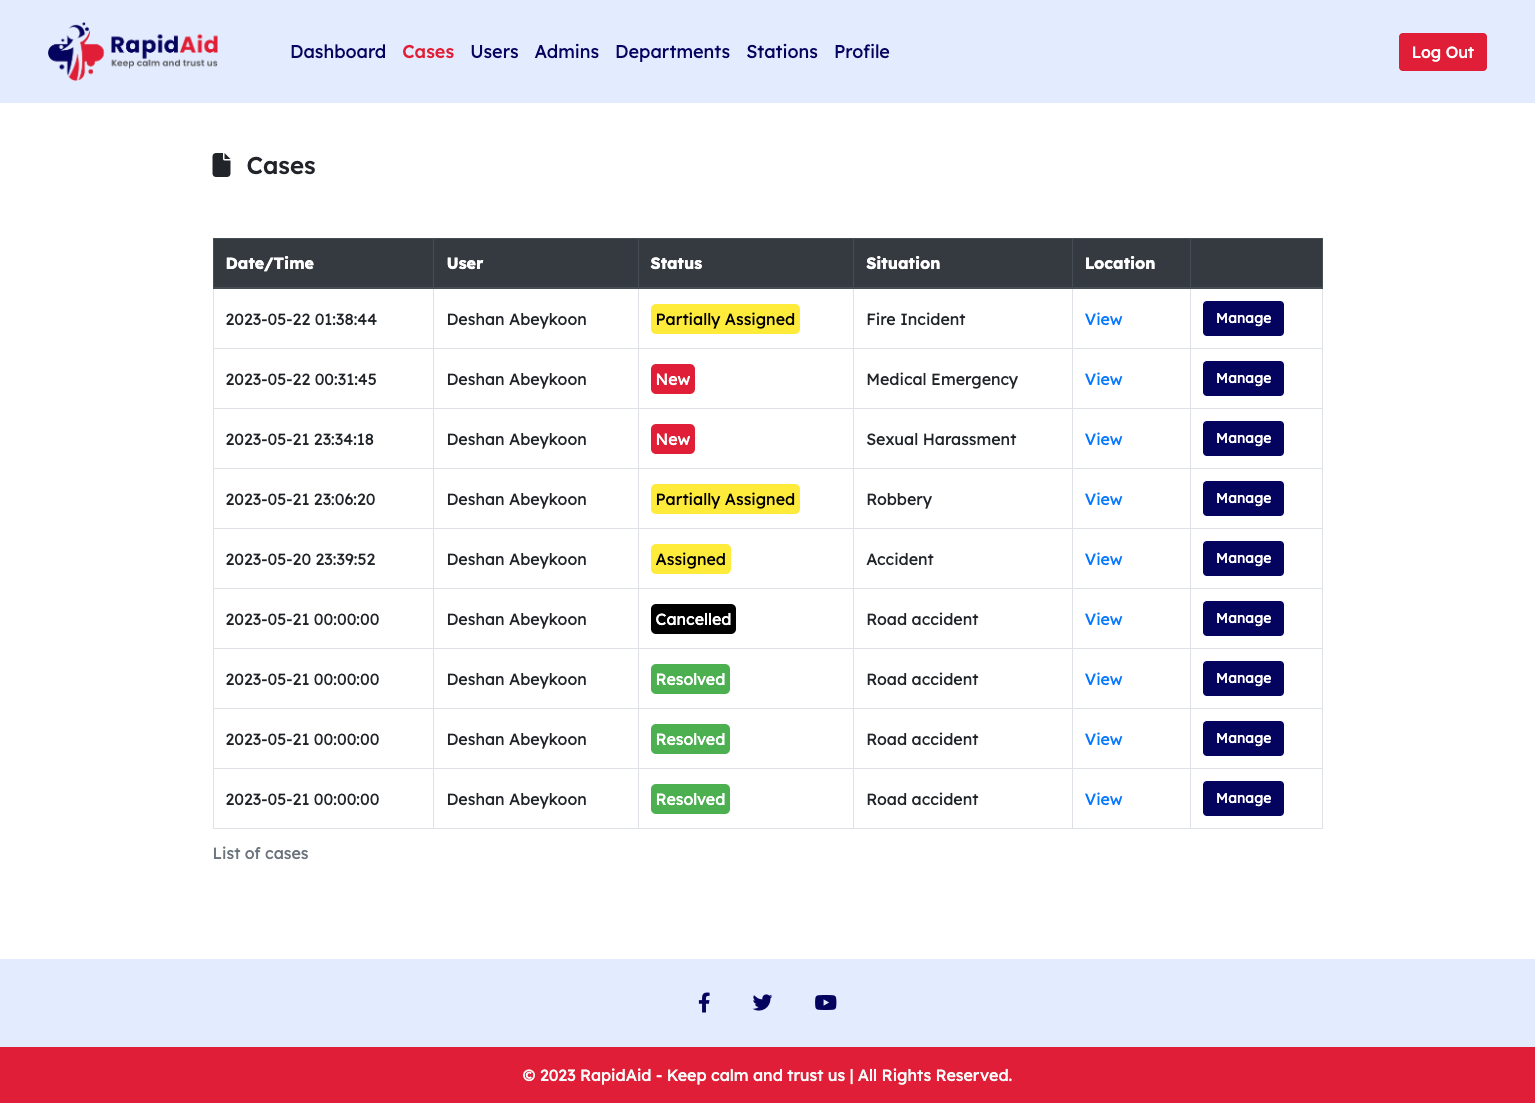 RapidAid
Keep calm and trust us
Dashboard Cases Users Admins Departments Stations Profile
Log Out
Cases
Date/Time User Status Situation Location
2023-05-22 01:38:44 Deshan Abeykoon Partially Assigned Fire Incident View Manage
2023-05-22 00:31:45 Deshan Abeykoon New Medical Emergency View Manage
2023-05-21 23:34:18 Deshan Abeykoon New Sexual Harassment View Manage
2023-05-21 23:06:20 Deshan Abeykoon Partially Assigned Robbery View Manage
2023-05-20 23:39:52 Deshan Abeykoon Assigned Accident View Manage
2023-05-21 00:00:00 Deshan Abeykoon Cancelled Road accident View Manage
2023-05-21 00:00:00 Deshan Abeykoon Resolved Road accident View Manage
2023-05-21 00:00:00 Deshan Abeykoon Resolved Road accident View Manage
2023-05-21 00:00:00 Deshan Abeykoon Resolved Road accident View Manage
List of cases
© 2023 RapidAid - Keep calm and trust us | All Rights Reserved.